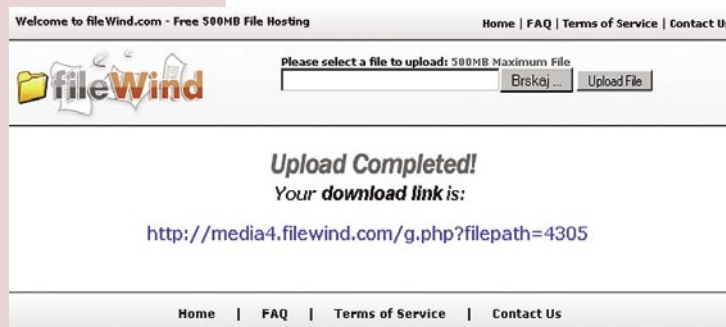 Welcome to fileWind.com - Free 500MB File Hosting
Home | FAQ | Terms of Service | Contact Us
fileWind
Please select a file to upload: 500MB Maximum File
Brskaj ...
Upload File
Upload Completed!
Your download link is:
http://media4.filewind.com/g.php?filepath=4305
Home | FAQ | Terms of Service | Contact Us